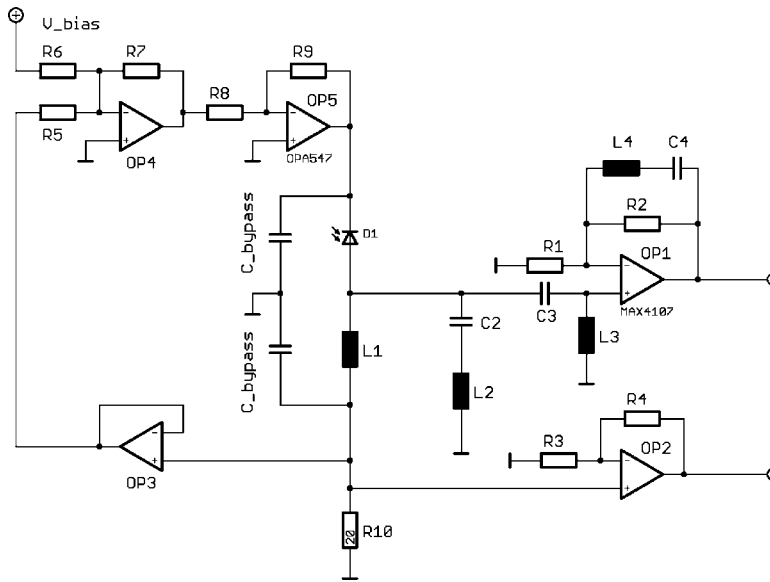 V_bias
R6
R7
R9
R8
R5
OP5
OP4
OPA547
L4
C4
R2
C_bypass
D1
R1
OP1
MAX4107
C3
C2
L3
L1
C_bypass
L2
R4
R3
OP2
OP3
20
R10